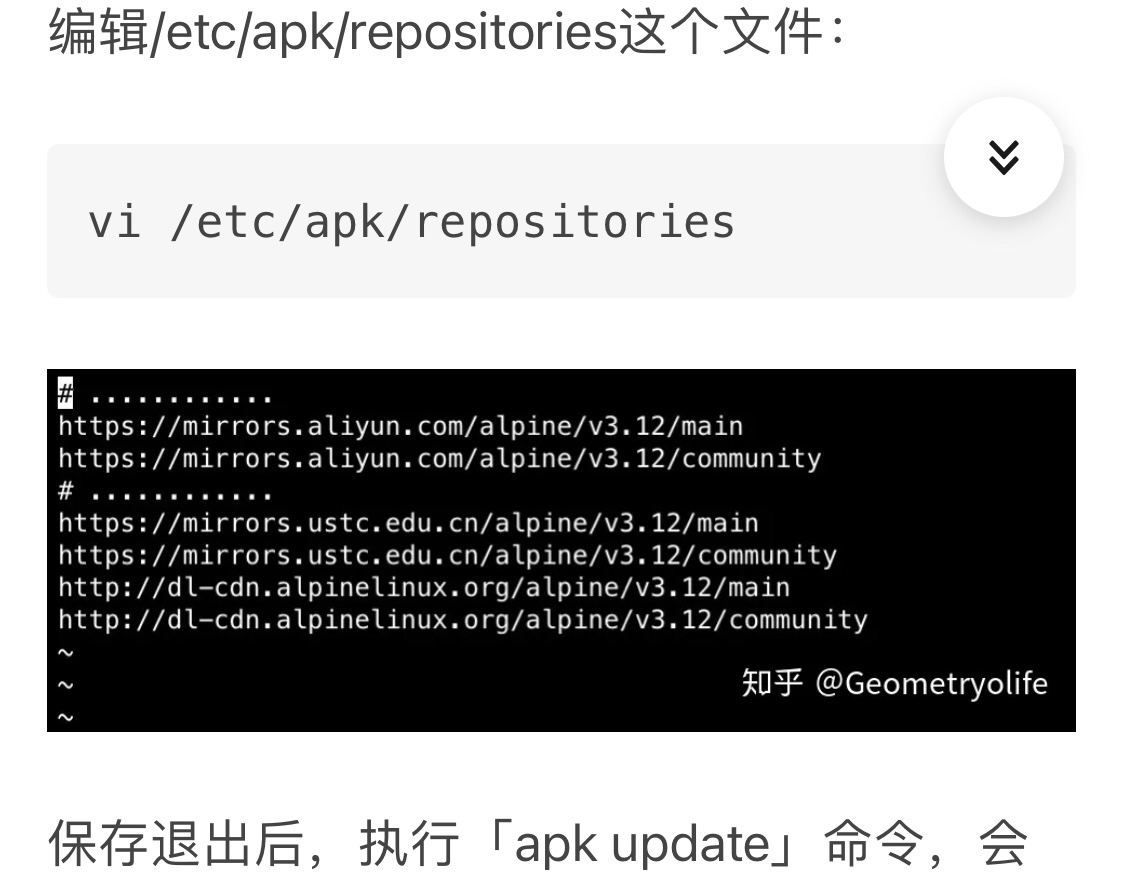 编辑/etc/apk/repositories这个文件：
vi /etc/apk/repositories
# ............
https://mirrors.aliyun.com/alpine/v3.12/main
https://mirrors.aliyun.com/alpine/v3.12/community
# ............
https://mirrors.ustc.edu.cn/alpine/v3.12/main
https://mirrors.ustc.edu.cn/alpine/v3.12/community
http://dl-cdn.alpinelinux.org/alpine/v3.12/main
http://dl-cdn.alpinelinux.org/alpine/v3.12/community
~
~
~
知乎 @Geometryolife
保存退出后，执行「apk update」命令，会